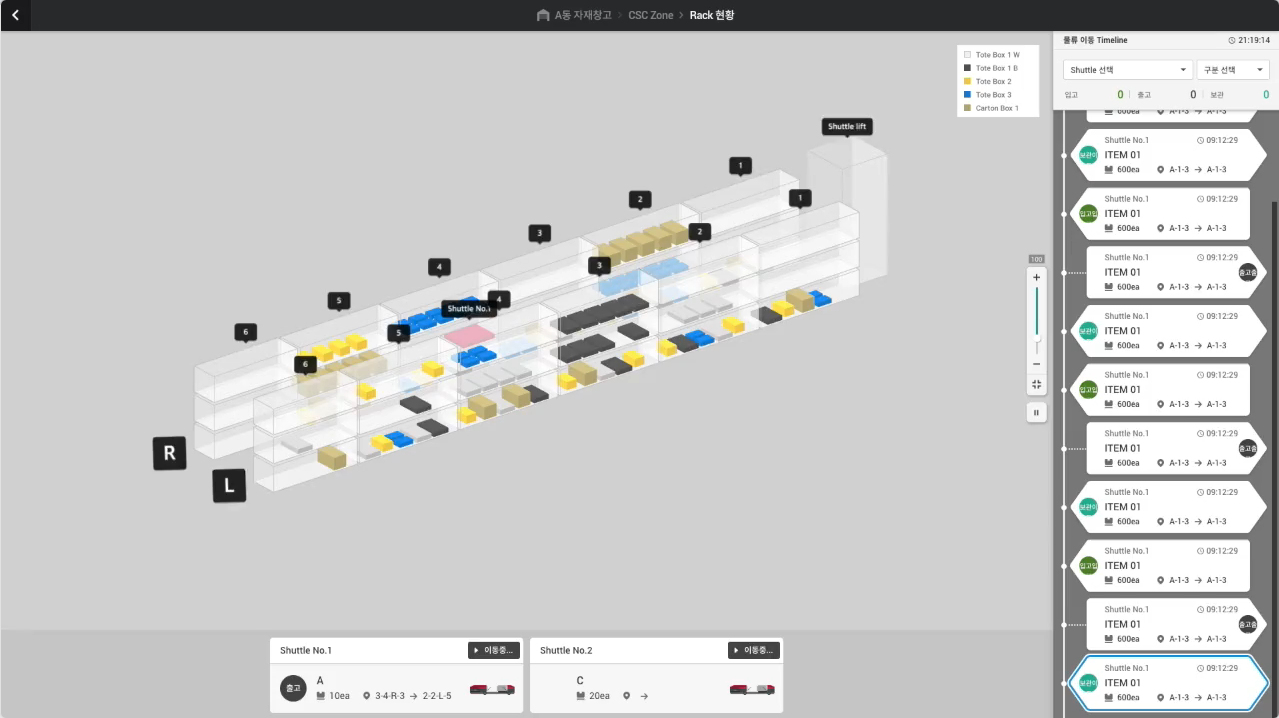 A동 자재창고 > CSC Zone > Rack 현황
Tote Box 1 W
Tote Box 1 B
Tote Box 2
Tote Box 3
Carton Box 1
Shuttle lift
1
2
1
3
2
4
3
5
4
Shuttle No.1
6
5
6
R
L
100
Shuttle No.1
이동중...
출고
A
10ea
3-4-R-3 → 2-2-L-5
Shuttle No.2
이동중...
C
20ea
→
물류 이동 Timeline
21:19:14
Shuttle 선택
구분 선택
입고 0 출고 0 보관 0
600ea A-1-3 → A-1-3
Shuttle No.1 09:12:29
보관이 ITEM 01
600ea A-1-3 → A-1-3
Shuttle No.1 09:12:29
입고입 ITEM 01
600ea A-1-3 → A-1-3
Shuttle No.1 09:12:29
ITEM 01 출고출
600ea A-1-3 → A-1-3
Shuttle No.1 09:12:29
보관이 ITEM 01
600ea A-1-3 → A-1-3
Shuttle No.1 09:12:29
입고입 ITEM 01
600ea A-1-3 → A-1-3
Shuttle No.1 09:12:29
ITEM 01 출고출
600ea A-1-3 → A-1-3
Shuttle No.1 09:12:29
보관이 ITEM 01
600ea A-1-3 → A-1-3
Shuttle No.1 09:12:29
입고입 ITEM 01
600ea A-1-3 → A-1-3
Shuttle No.1 09:12:29
ITEM 01 출고출
600ea A-1-3 → A-1-3
Shuttle No.1 09:12:29
보관이 ITEM 01
600ea A-1-3 → A-1-3